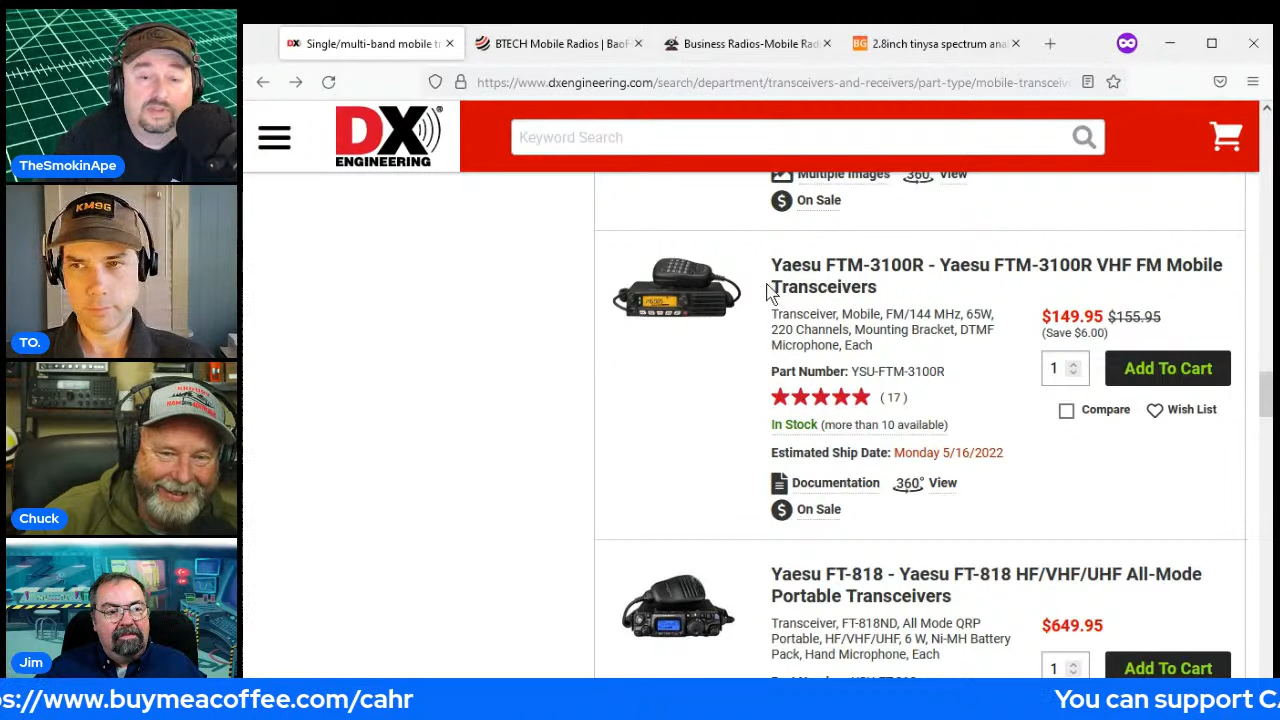 Single/multi-band mobile tr
BTECH Mobile Radios | BaoF
Business Radios-Mobile Rad
BG 2.8inch tinysa spectrum ana
https://www.dxengineering.com/search/department/transceivers-and-receivers/part-type/mobile-transceiv
DX
ENGINEERING
Keyword Search
Multiple Images 360° View
On Sale
Yaesu FTM-3100R - Yaesu FTM-3100R VHF FM Mobile
Transceivers
Transceiver, Mobile, FM/144 MHz, 65W,
220 Channels, Mounting Bracket, DTMF
Microphone, Each
$149.95 $155.95
(Save $6.00)
Part Number: YSU-FTM-3100R
1 Add To Cart
( 17 )
Compare Wish List
In Stock (more than 10 available)
Estimated Ship Date: Monday 5/16/2022
Documentation 360° View
On Sale
Yaesu FT-818 - Yaesu FT-818 HF/VHF/UHF All-Mode
Portable Transceivers
Transceiver, FT-818ND, All Mode QRP
Portable, HF/VHF/UHF, 6 W, Ni-MH Battery
Pack, Hand Microphone, Each
$649.95
1 Add To Cart
TheSmokinApe
KM9G
TO.
Chuck
Jim
s://www.buymeacoffee.com/cahr
You can support C